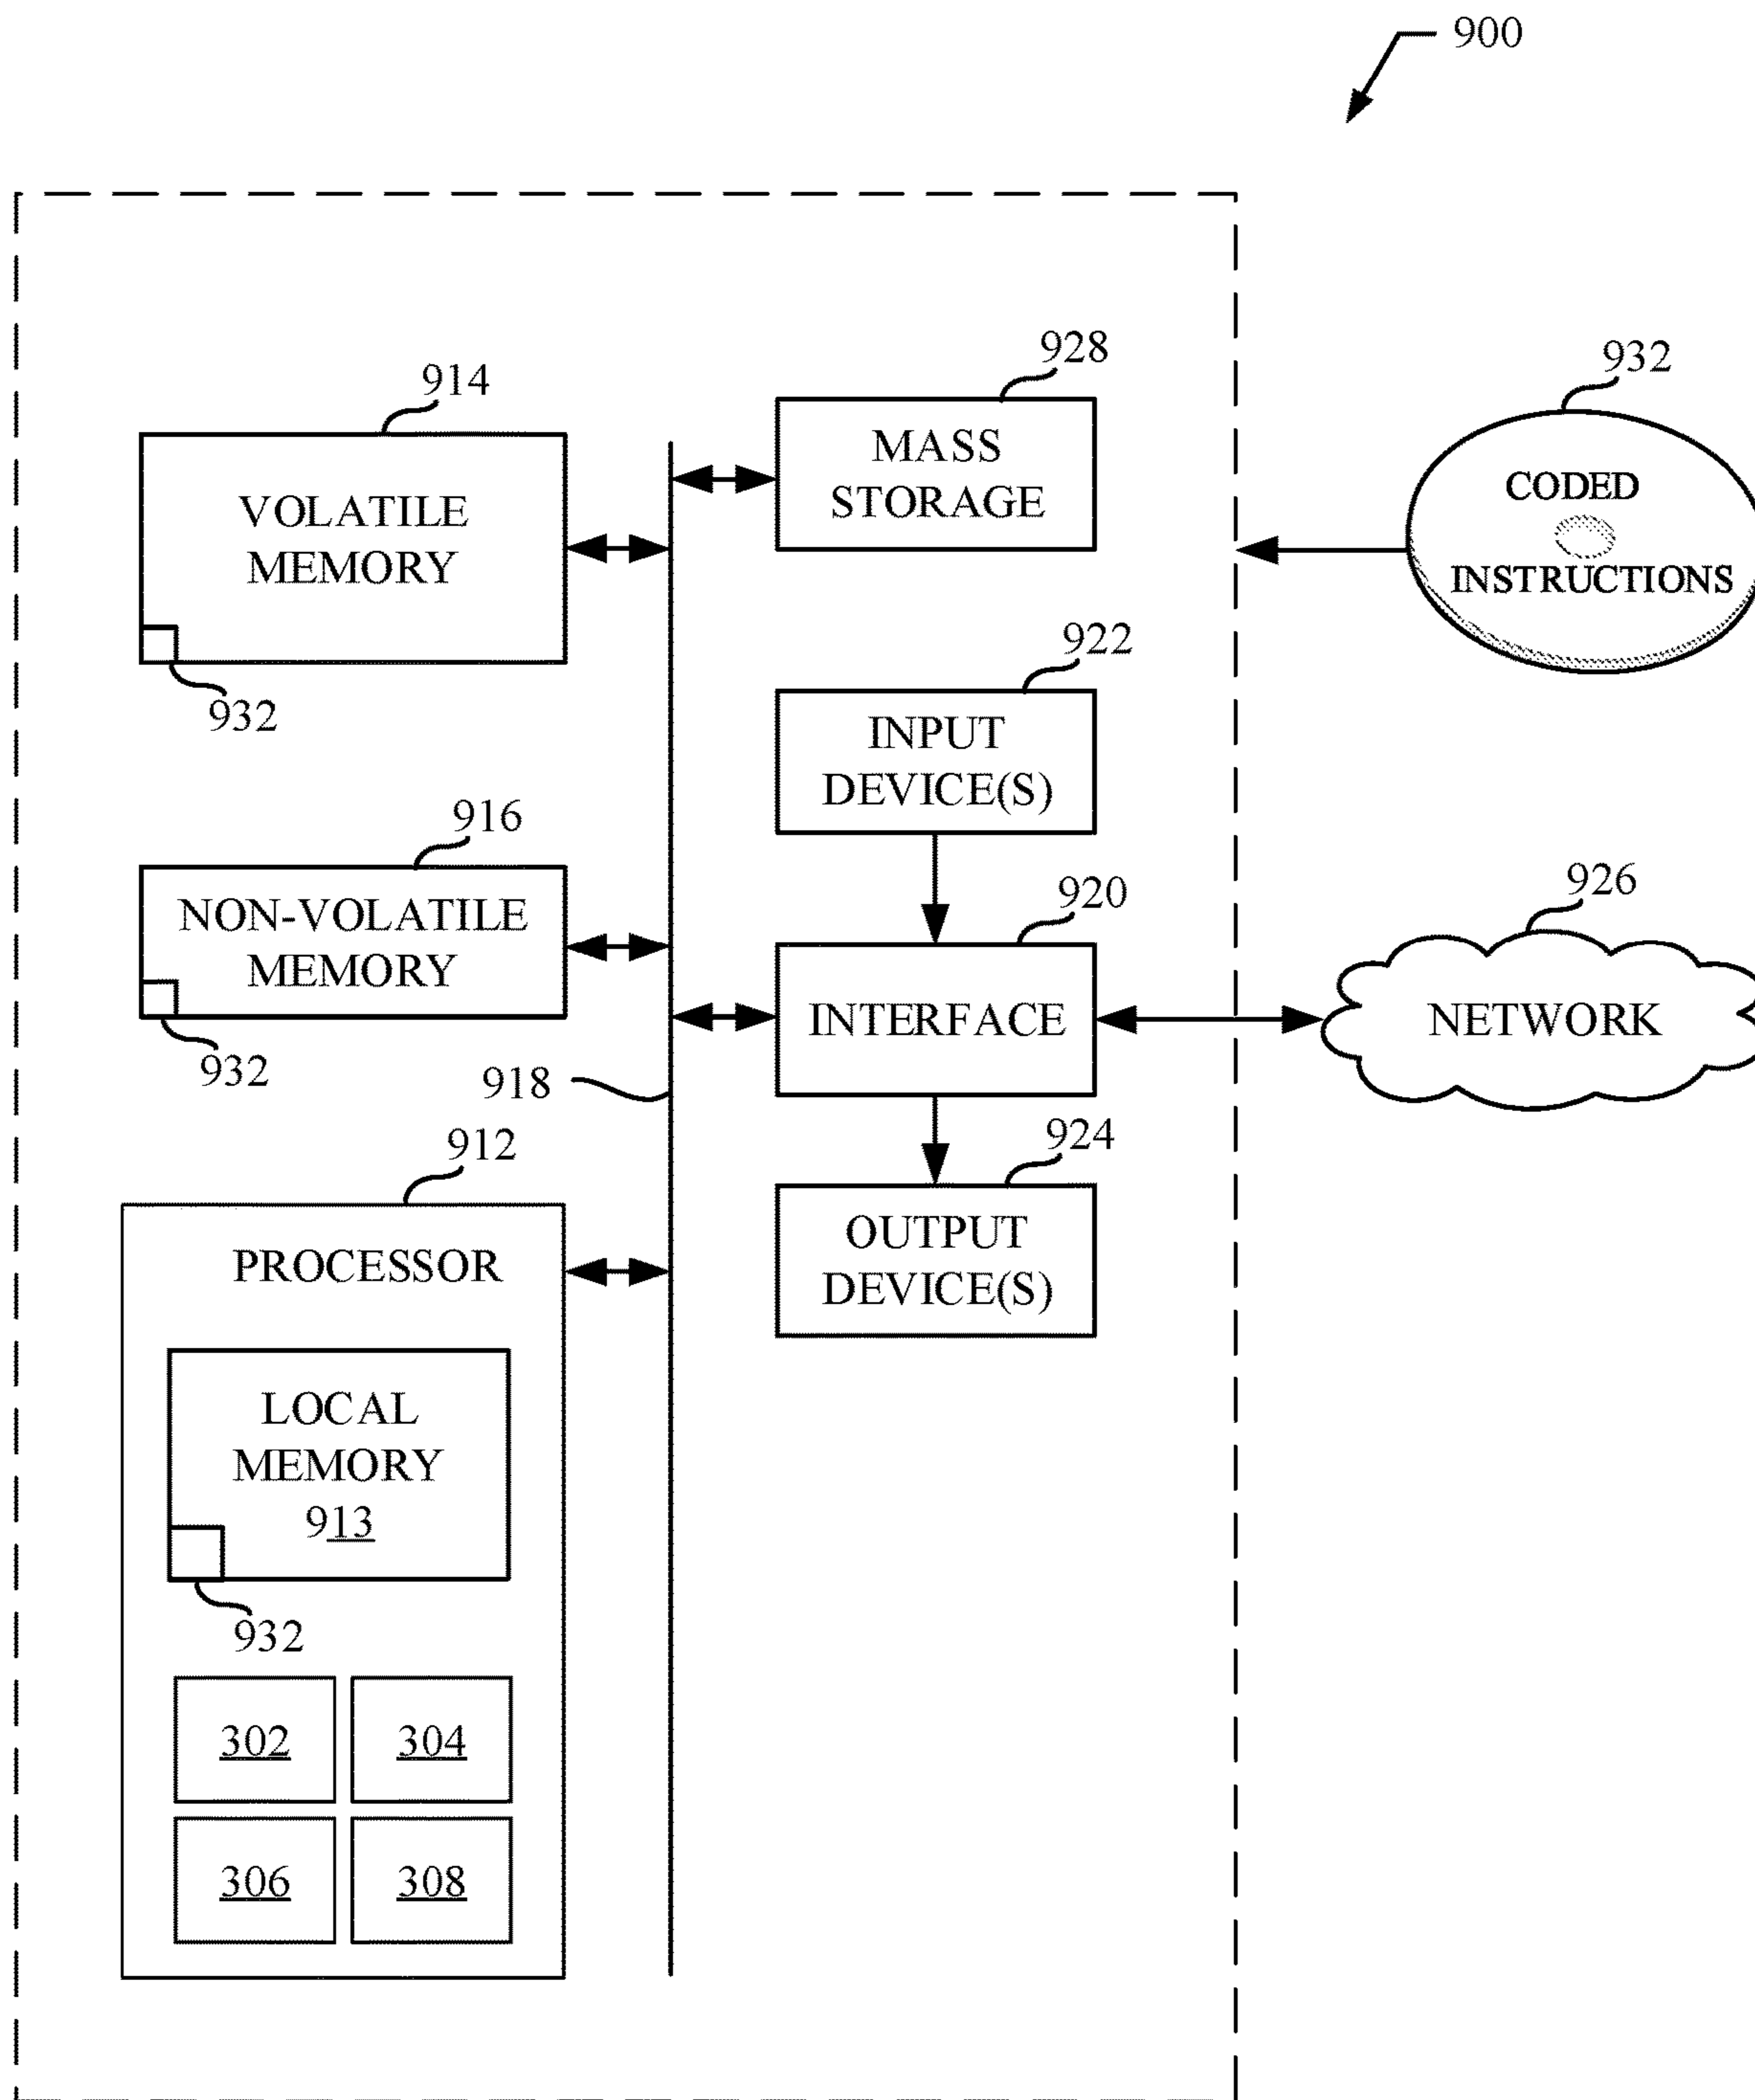 900
914
VOLATILE
MEMORY
932
928
MASS
STORAGE
932
CODED
INSTRUCTIONS
922
INPUT
DEVICE(S)
916
NON-VOLATILE
MEMORY
932
918
920
INTERFACE
926
NETWORK
924
OUTPUT
DEVICE(S)
912
PROCESSOR
LOCAL
MEMORY
913
932
302 304
306 308